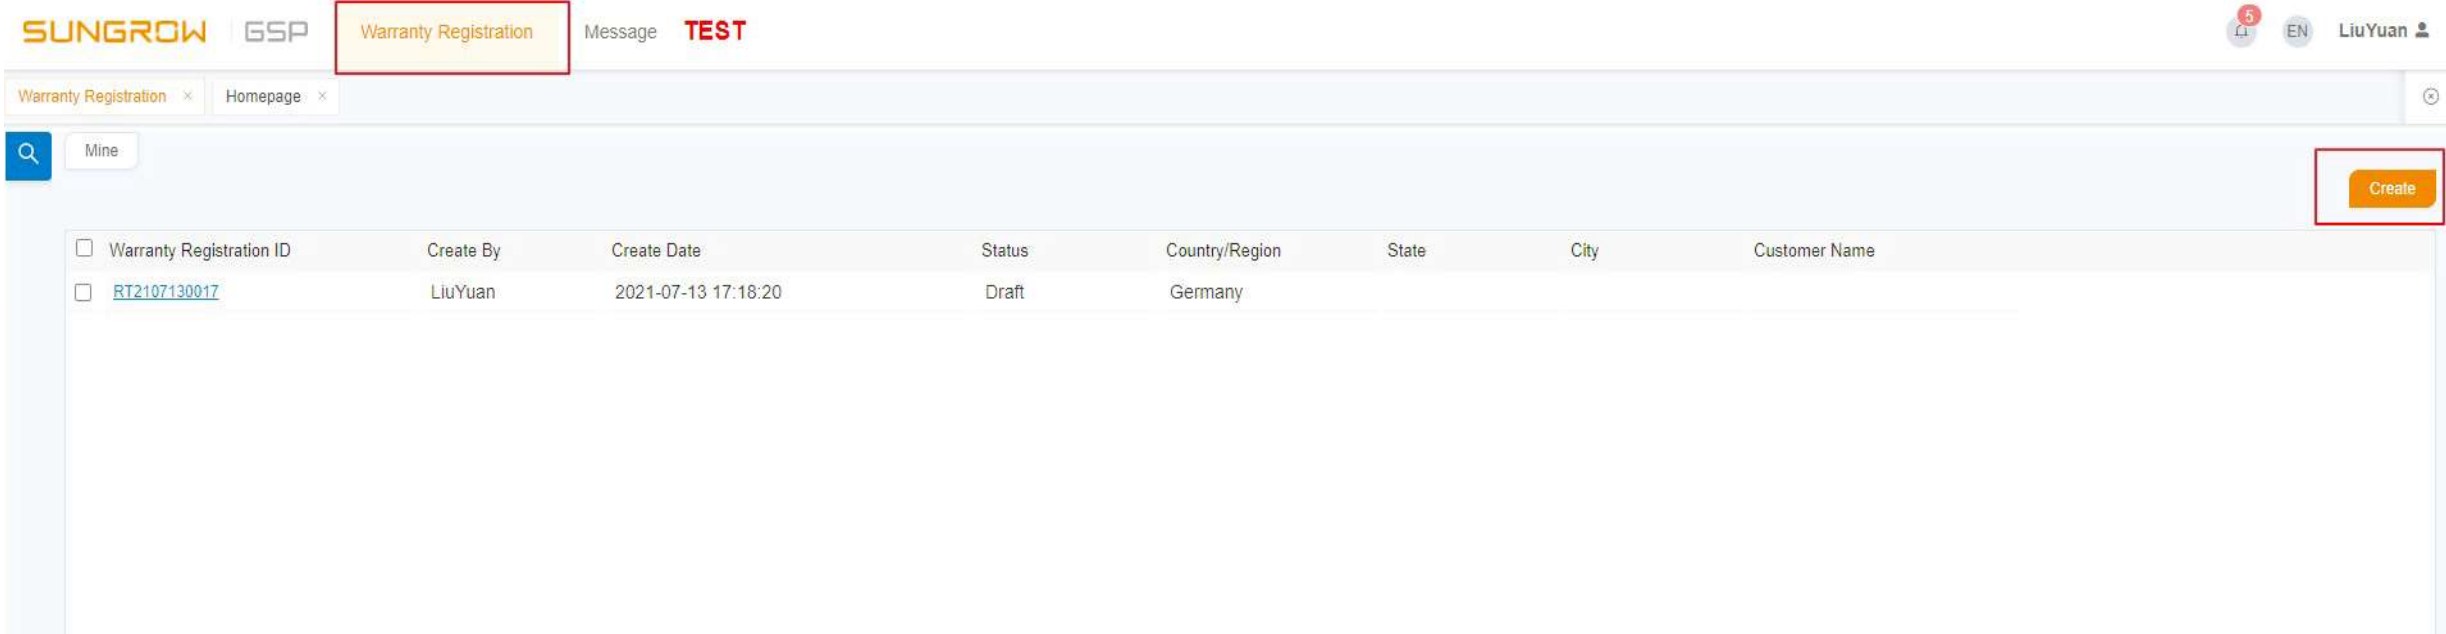 SUNGROW GSP Warranty Registration Message TEST 5 EN LiuYuan
Warranty Registration × Homepage ×
Mine
Create
Warranty Registration ID Create By Create Date Status Country/Region State City Customer Name
RT2107130017 LiuYuan 2021-07-13 17:18:20 Draft Germany